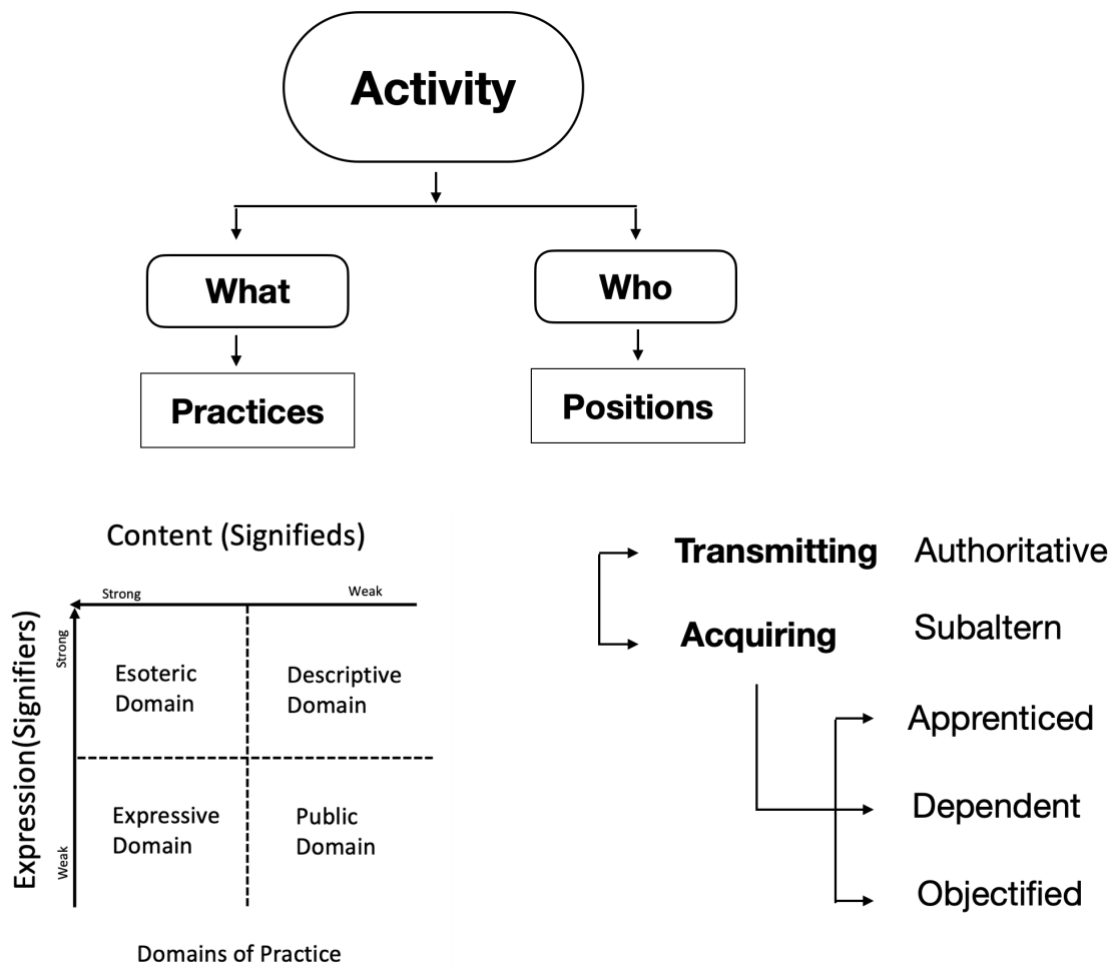 Activity
What
Who
Practices
Positions
Content (Signifieds)
Strong
Weak
Expression(Signifiers)
Strong
Weak
Esoteric
Domain
Descriptive
Domain
Expressive
Domain
Public
Domain
Domains of Practice
Transmitting Authoritative
Acquiring Subaltern
Apprenticed
Dependent
Objectified